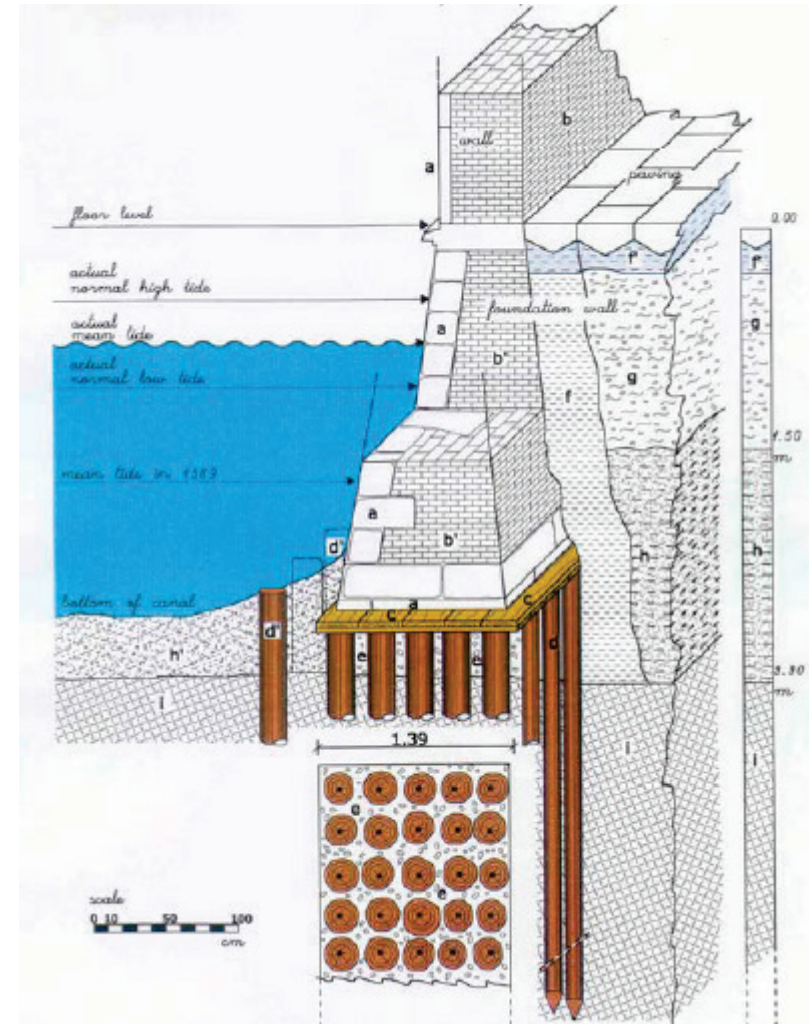 wall
b
a
paving
floor level
0.00
f'
f'
actual
normal high tide
foundation wall
a
g
actual
mean tide
b"
actual
normal low tide
g
f
1.50
m
mean tide in 1589
a
b'
d'
h
h
bottom of canal
c
a
c
d'
e
e
d
h'
3.30
m
i
i
i
1.39
e
e
scale
0 10 50 100
cm